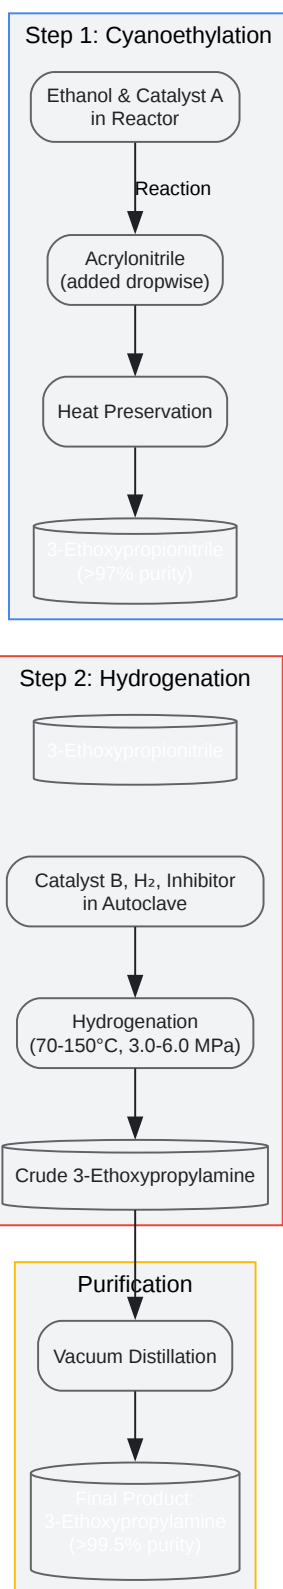 Step 1: Cyanoethylation
Ethanol & Catalyst A
in Reactor
Reaction
Acrylonitrile
(added dropwise)
Heat Preservation
3-Ethoxypropionitrile
(>97% purity)
Step 2: Hydrogenation
3-Ethoxypropionitrile
Catalyst B, H₂, Inhibitor
in Autoclave
Hydrogenation
(70-150°C, 3.0-6.0 MPa)
Crude 3-Ethoxypropylamine
Purification
Vacuum Distillation
Final Product:
3-Ethoxypropylamine
(>99.5% purity)